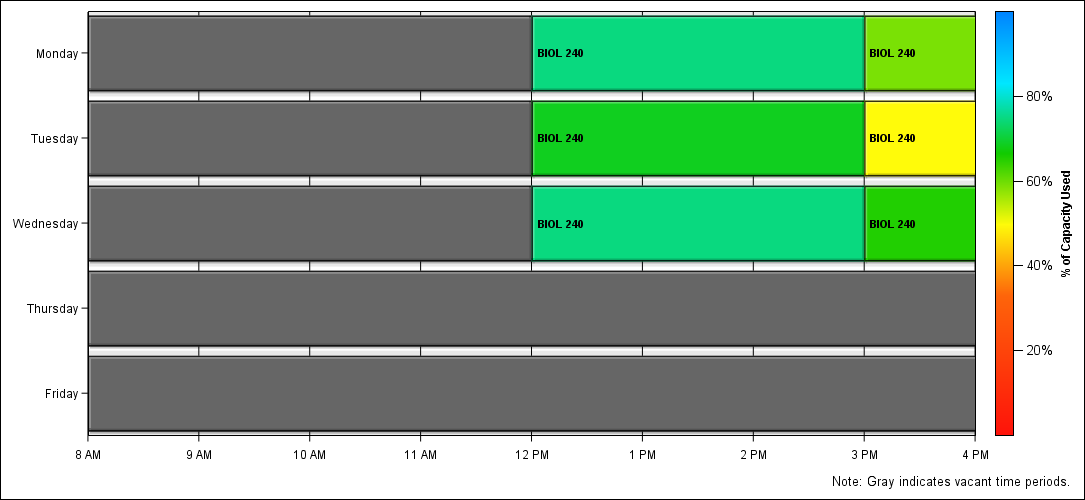 Monday
BIOL 240
BIOL 240
80%
Tuesday
BIOL 240
BIOL 240
60%
Wednesday
BIOL 240
BIOL 240
% of Capacity Used
40%
Thursday
20%
Friday
8 AM 9 AM 10 AM 11 AM 12 PM 1 PM 2 PM 3 PM 4 PM
Note: Gray indicates vacant time periods.